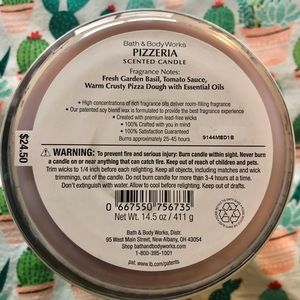 Bath & Body Works
PIZZERIA
SCENTED CANDLE
Fragrance Notes:
Fresh Garden Basil, Tomato Sauce,
Warm Crusty Pizza Dough with Essential Oils
• High concentrations of rich fragrance oils deliver room-filling fragrance
• Our patented soy blend wax is formulated to provide the best fragrance experience
• Created with premium lead-free wicks
• 100% Crafted with you in mind
• 100% Satisfaction Guaranteed
Burns approximately 25-45 hours
9144M8D1B
$24.50
WARNING: To prevent fire and serious injury: Burn candle within sight. Never burn
a candle on or near anything that can catch fire. Keep out of reach of children and pets.
Trim wicks to 1/4 inch before each relighting. Keep all objects, including matches and wick
trimmings, out of the candle. Do not burn candle for more than 3-4 hours at a time.
Don't extinguish with water. Allow to cool before relighting.
0 667550 756735
Net Wt. 14.5 oz/ 411 g
Bath & Body Works, Distr.
95 West Main Street, New Albany, OH 43054
Shop bathandbodyworks.com
1-800-395-1001
pat. www.lb.com/patents